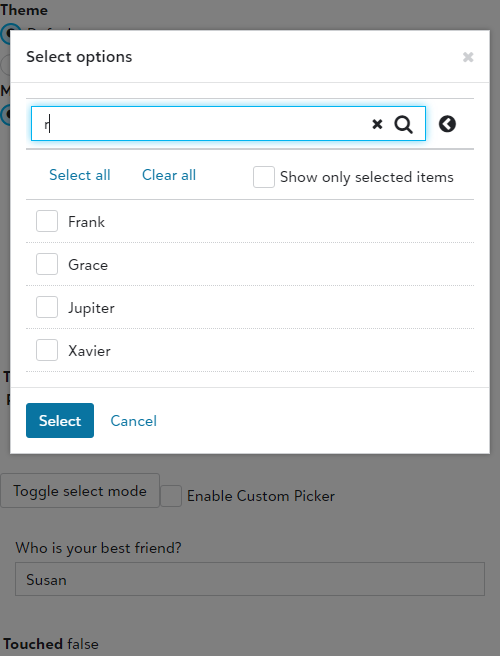 Theme
Select options
r
Select all Clear all Show only selected items
Frank
Grace
Jupiter
Xavier
Select Cancel
Toggle select mode Enable Custom Picker
Who is your best friend?
Susan
Touched false